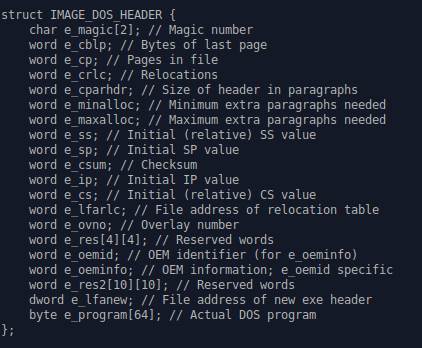 struct IMAGE_DOS_HEADER {
    char e_magic[2]; // Magic number
    word e_cblp; // Bytes of last page
    word e_cp; // Pages in file
    word e_crlc; // Relocations
    word e_cparhdr; // Size of header in paragraphs
    word e_minalloc; // Minimum extra paragraphs needed
    word e_maxalloc; // Maximum extra paragraphs needed
    word e_ss; // Initial (relative) SS value
    word e_sp; // Initial SP value
    word e_csum; // Checksum
    word e_ip; // Initial IP value
    word e_cs; // Initial (relative) CS value
    word e_lfarlc; // File address of relocation table
    word e_ovno; // Overlay number
    word e_res[4][4]; // Reserved words
    word e_oemid; // OEM identifier (for e_oeminfo)
    word e_oeminfo; // OEM information; e_oemid specific
    word e_res2[10][10]; // Reserved words
    dword e_lfanew; // File address of new exe header
    byte e_program[64]; // Actual DOS program
};